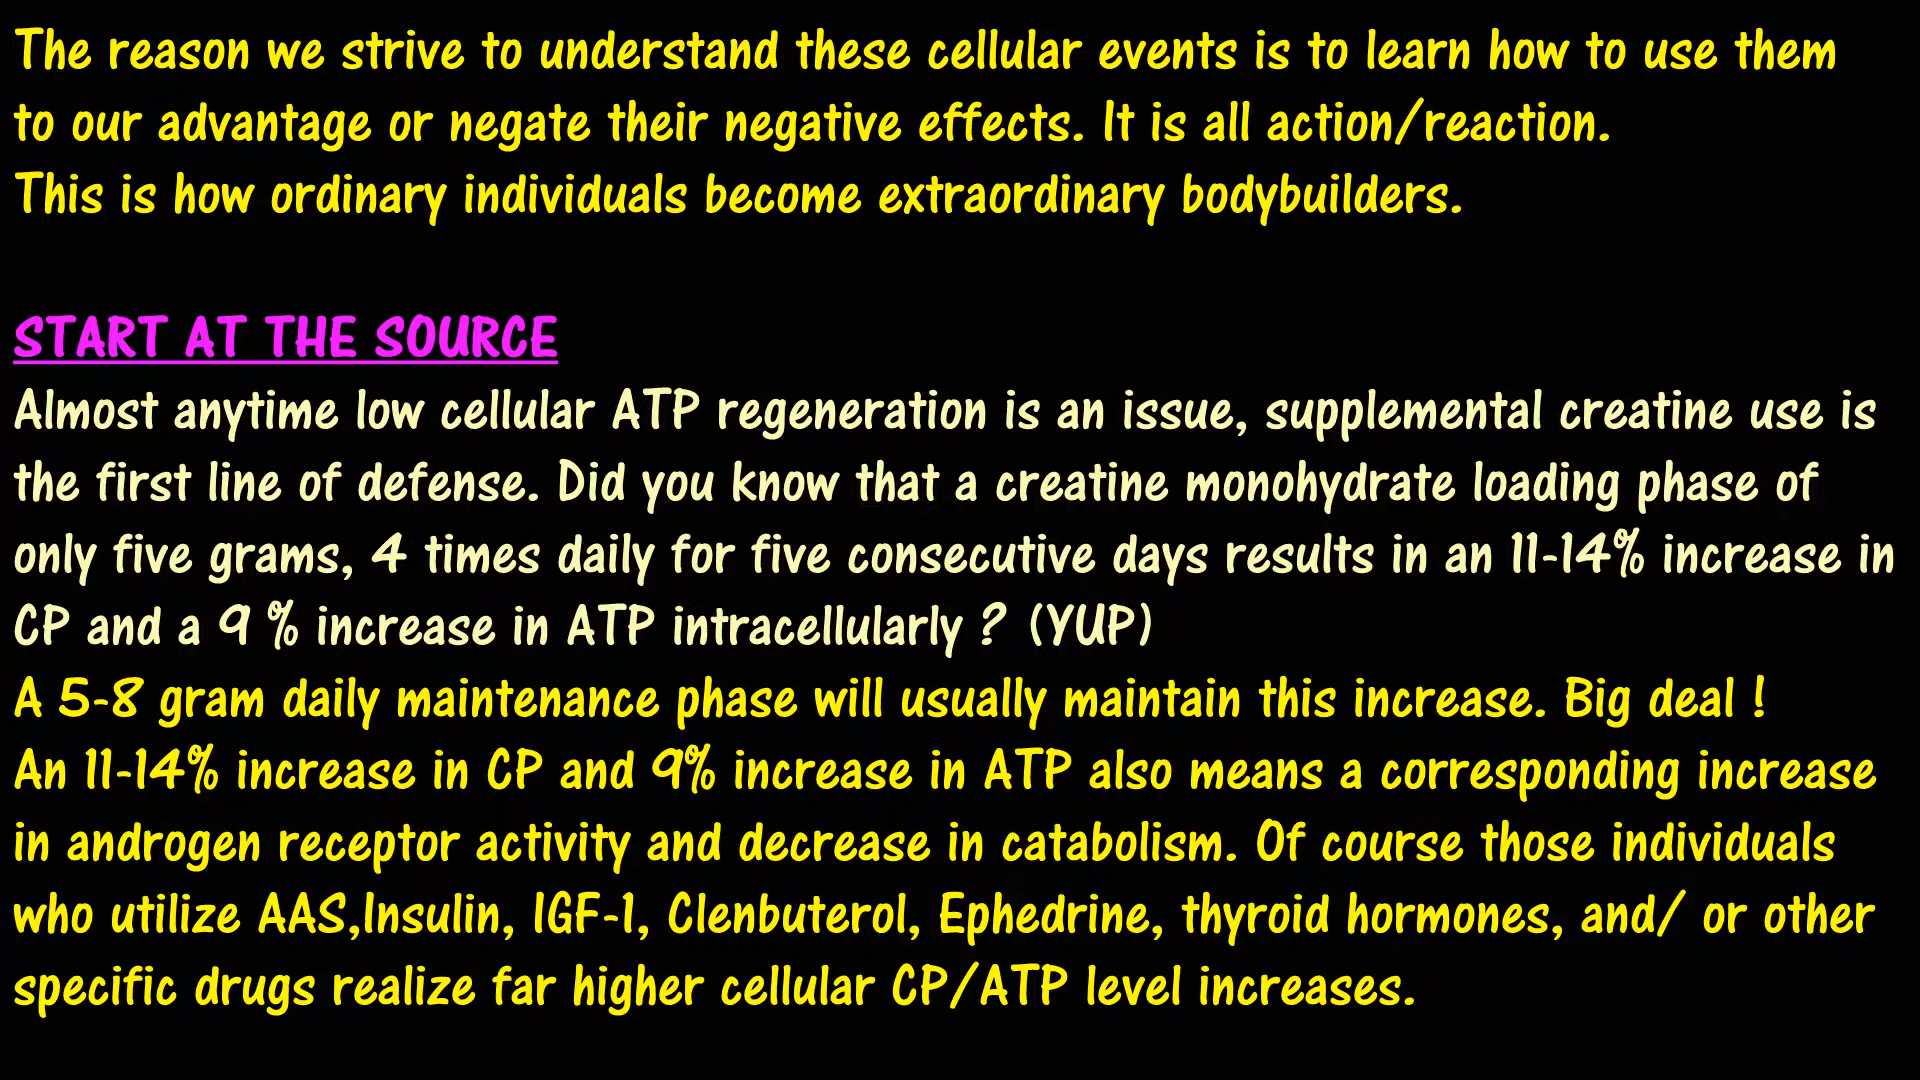 The reason we strive to understand these cellular events is to learn how to use them
to our advantage or negate their negative effects. It is all action/reaction.
This is how ordinary individuals become extraordinary bodybuilders.
START AT THE SOURCE
Almost anytime low cellular ATP regeneration is an issue, supplemental creatine use is
the first line of defense. Did you know that a creatine monohydrate loading phase of
only five grams, 4 times daily for five consecutive days results in an 11-14% increase in
CP and a 9 % increase in ATP intracellularly ? (YUP)
A 5-8 gram daily maintenance phase will usually maintain this increase. Big deal !
An 11-14% increase in CP and 9% increase in ATP also means a corresponding increase
in androgen receptor activity and decrease in catabolism. Of course those individuals
who utilize AAS,Insulin, IGF-1, Clenbuterol, Ephedrine, thyroid hormones, and/ or other
specific drugs realize far higher cellular CP/ATP level increases.